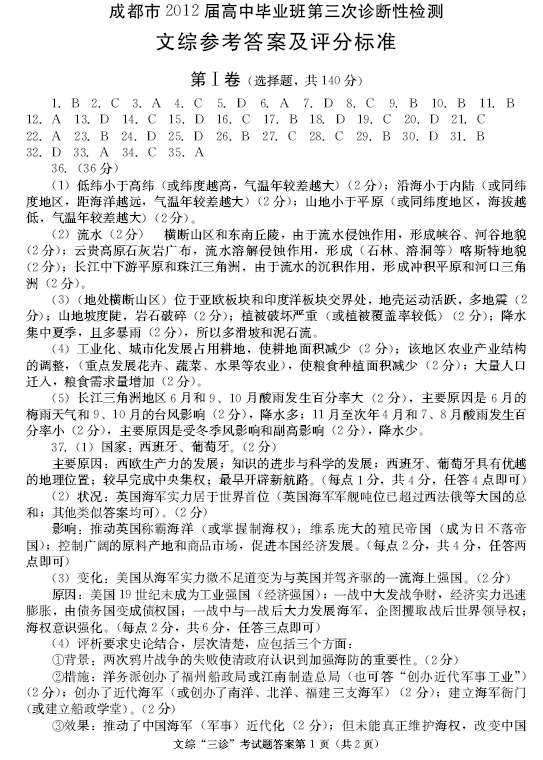 成都市 2012 届高中毕业班第三次诊断性检测
文综参考答案及评分标准
第Ⅰ卷（选择题，共 140 分）
1. B 2. C 3. A 4. C 5. D 6. A 7. D 8. C 9. B 10. B 11. B
12. A 13. D 14. C 15. D 16. C 17. B 18. D 19. C 20. D 21. C
22. A 23. B 24. D 25. D 26. B 27. C 28. C 29. B 30. D 31. B
32. D 33. A 34. C 35. A
36.（36 分）
（1）低纬小于高纬（或纬度越高，气温年较差越大）（2 分）；沿海小于内陆（或同纬
度地区，距海洋越远，气温年较差越大）（2 分）；山地小于平原（或同纬度地区，海拔越
低，气温年较差越大）（2 分）。
（2）流水（2 分） 横断山区和东南丘陵，由于流水侵蚀作用，形成峡谷、河谷地貌
（2 分）；云贵高原石灰岩广布，流水溶解侵蚀作用，形成（石林、溶洞等）喀斯特地貌
（2 分）；长江中下游平原和珠江三角洲，由于流水的沉积作用，形成冲积平原和河口三角
洲（2 分）。
（3）（地处横断山区）位于亚欧板块和印度洋板块交界处，地壳运动活跃，多地震（2
分）；山地坡度陡，岩石破碎（2 分）；植被破坏严重（或植被覆盖率较低）（2 分）；降水
集中夏季，且多暴雨（2 分），所以多滑坡和泥石流。
（4）工业化、城市化发展占用耕地，使耕地面积减少（2 分）；该地区农业产业结构
的调整，（重点发展花卉、蔬菜、水果等农业），使粮食种植面积减少（2 分）；大量人口
迁入，粮食需求量增加（2 分）。
（5）长江三角洲地区 6 月和 9、10 月酸雨发生百分率大（2 分），主要原因是 6 月的
梅雨天气和 9、10 月的台风影响（2 分），降水多；11 月至次年 4 月和 7、8 月酸雨发生百
分率小（2 分），主要原因是受冬季风影响和副高影响（2 分），降水少。
37.（1）国家：西班牙、葡萄牙。（2 分）
主要原因：西欧生产力的发展；知识的进步与科学的发展；西班牙、葡萄牙具有优越
的地理位置；较早完成中央集权；最早开辟新航路。（每点 1 分，共 4 分，任答 4 点即可）
（2）状况：英国海军实力居于世界首位（英国海军军舰吨位已超过西法俄等大国的总
和；其他类似答案均可）。（2 分）
影响：推动英国称霸海洋（或掌握制海权）；维系庞大的殖民帝国（成为日不落帝
国）；控制广阔的原料产地和商品市场，促进本国经济发展。（每点 2 分，共 4 分，任答两
点即可）
（3）变化：美国从海军实力微不足道变为与英国并驾齐驱的一流海上强国。（2 分）
原因：美国 19 世纪末成为工业强国（经济强国）；一战中大发战争财，经济实力迅速
膨胀，由债务国变成债权国；一战中与一战后大力发展海军，企图攫取战后世界领导权；
海权意识强化。（每点 2 分，共 6 分，任答三点即可）
（4）评析要求史论结合，层次清楚，应包括三个方面：
①背景：两次鸦片战争的失败使清政府认识到加强海防的重要性。（2 分）
②措施：洋务派创办了福州船政局或江南制造总局（也可答“创办近代军事工业”）
（2 分）；创办了近代海军（或创办了南洋、北洋、福建三支海军）（2 分）；建立海军衙门
（或建立船政学堂）。（2 分）
③效果：推动了中国海军（军事）近代化（2 分）；但未能真正维护海权，改变中国
文综“三诊”考试题答案第 1 页（共 2 页）